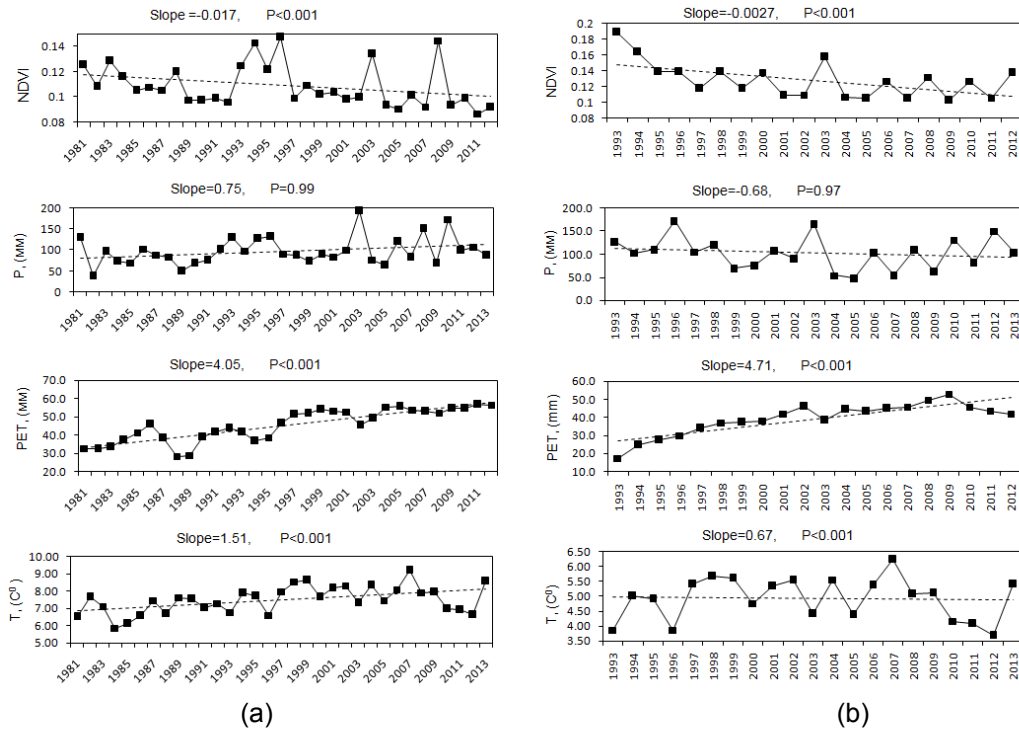 Slope =-0.017, P<0.001
NDVI
0.14
0.12
0.1
0.08
1981 1983 1985 1987 1989 1991 1993 1995 1997 1999 2001 2003 2005 2007 2009 2011
Slope=0.75, P=0.99
P, (мм)
200
150
100
50
0
1981 1983 1985 1987 1989 1991 1993 1995 1997 1999 2001 2003 2005 2007 2009 2011 2013
Slope=4.05, P<0.001
PET, (мм)
70.0
60.0
50.0
40.0
30.0
20.0
1981 1983 1985 1987 1989 1991 1993 1995 1997 1999 2001 2003 2005 2007 2009 2011
Slope=1.51, P<0.001
T, (C⁰)
10.00
9.00
8.00
7.00
6.00
5.00
1981 1983 1985 1987 1989 1991 1993 1995 1997 1999 2001 2003 2005 2007 2009 2011 2013
(a)
Slope=-0.0027, P<0.001
NDVI
0.2
0.18
0.16
0.14
0.12
0.1
0.08
1993 1994 1995 1996 1997 1998 1999 2000 2001 2002 2003 2004 2005 2006 2007 2008 2009 2010 2011 2012
Slope=-0.68, P=0.97
P, (мм)
200.0
150.0
100.0
50.0
0.0
1993 1994 1995 1996 1997 1998 1999 2000 2001 2002 2003 2004 2005 2006 2007 2008 2009 2010 2011 2012 2013
Slope=4.71, P<0.001
PET, (mm)
60.0
50.0
40.0
30.0
20.0
10.0
1993 1994 1995 1996 1997 1998 1999 2000 2001 2002 2003 2004 2005 2006 2007 2008 2009 2010 2011 2012
Slope=0.67, P<0.001
T, (C⁰)
6.50
6.00
5.50
5.00
4.50
4.00
3.50
1993 1994 1995 1996 1997 1998 1999 2000 2001 2002 2003 2004 2005 2006 2007 2008 2009 2010 2011 2012 2013
(b)